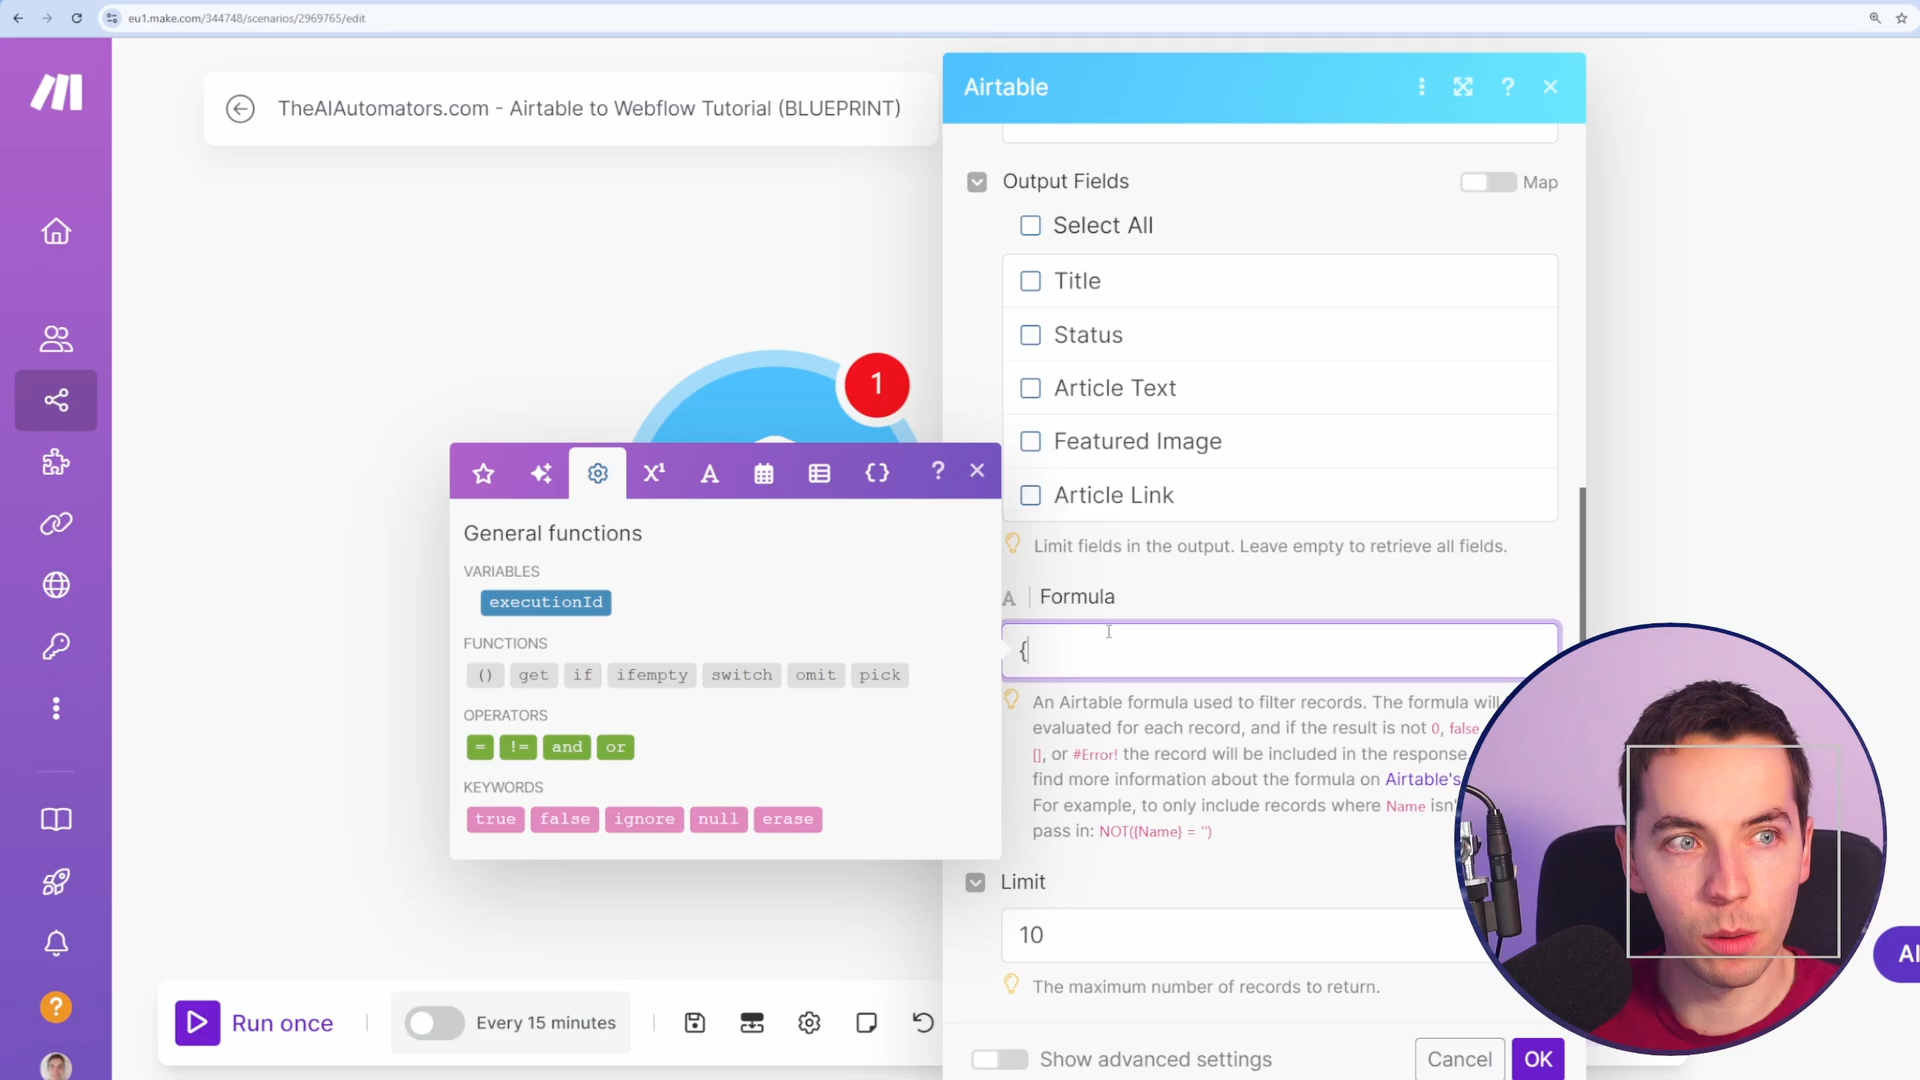 eu1.make.com/344748/scenarios/2969765/edit
TheAIAutomators.com - Airtable to Webflow Tutorial (BLUEPRINT)
Airtable
?
Output Fields
Map
Select All
Title
Status
Article Text
Featured Image
Article Link
Limit fields in the output. Leave empty to retrieve all fields.
A
Formula
{
An Airtable formula used to filter records. The formula will
evaluated for each record, and if the result is not 0, false
[], or #Error! the record will be included in the response
find more information about the formula on Airtable's
For example, to only include records where Name isn'
pass in: NOT({Name} = '')
Limit
10
The maximum number of records to return.
Show advanced settings
Cancel
OK
1
X¹
A
{}
?
General functions
VARIABLES
executionId
FUNCTIONS
() get if ifempty switch omit pick
OPERATORS
= != and or
KEYWORDS
true false ignore null erase
Run once
Every 15 minutes
?
AI